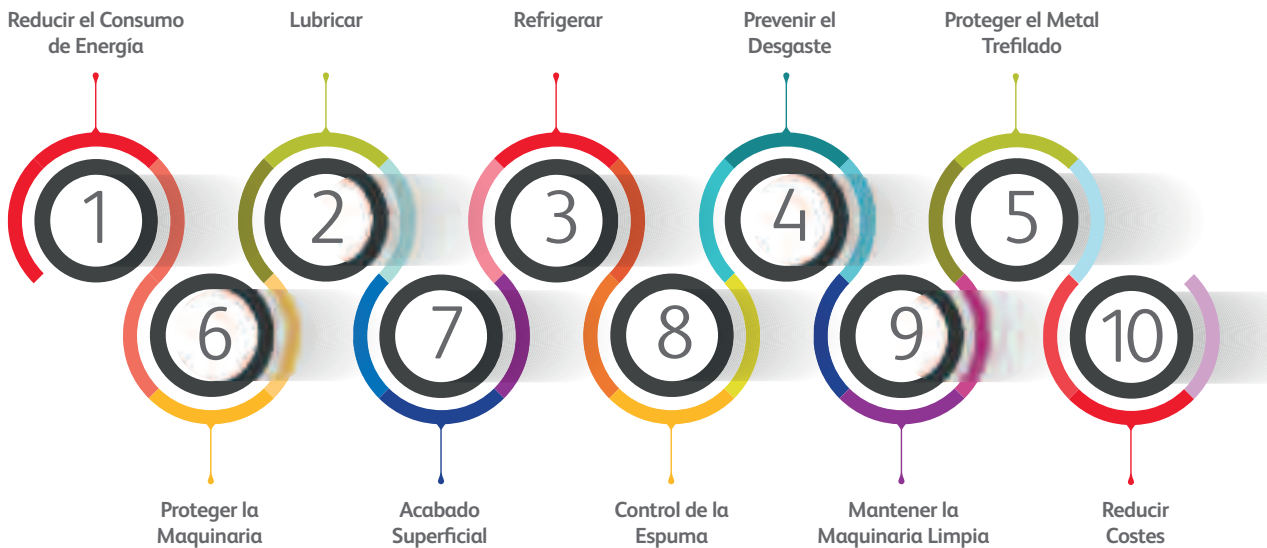 Reducir el Consumo
de Energía
Lubricar
Refrigerar
Prevenir el
Desgaste
Proteger el Metal
Trefilado
1
2
3
4
5
6
7
8
9
10
Proteger la
Maquinaria
Acabado
Superficial
Control de la
Espuma
Mantener la
Maquinaria Limpia
Reducir
Costes